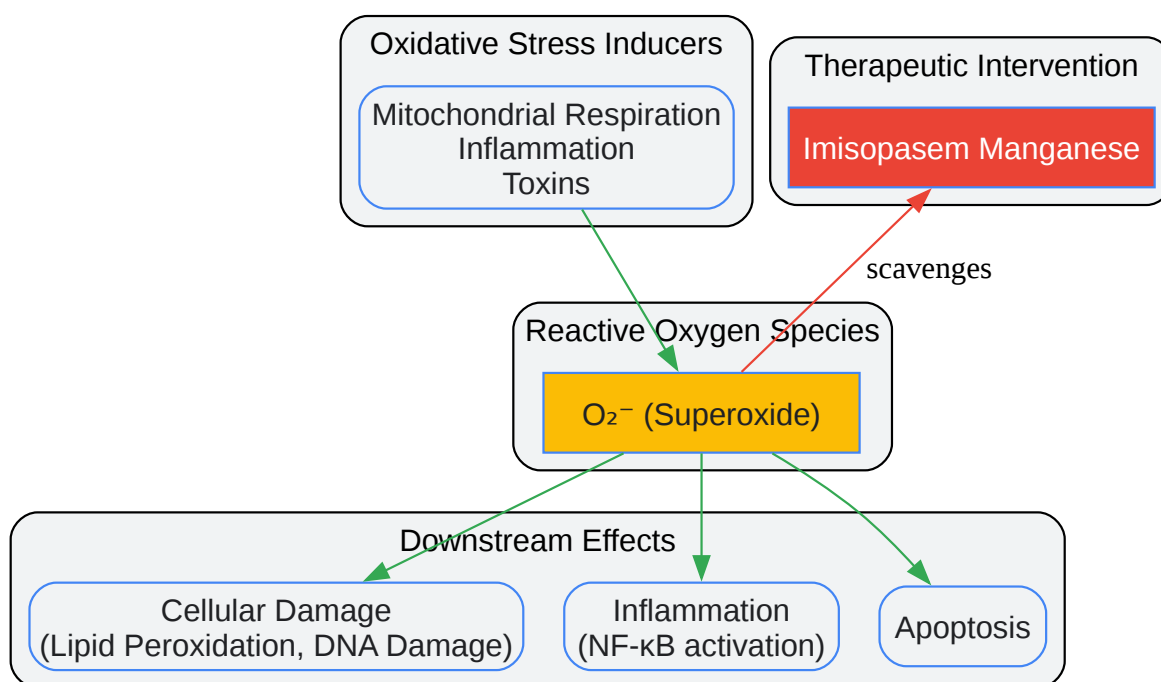 Oxidative Stress Inducers
Mitochondrial Respiration
Inflammation
Toxins
Therapeutic Intervention
Imisopasem Manganese
scavenges
Reactive Oxygen Species
O₂⁻ (Superoxide)
Downstream Effects
Cellular Damage
(Lipid Peroxidation, DNA Damage)
Inflammation
(NF-κB activation)
Apoptosis